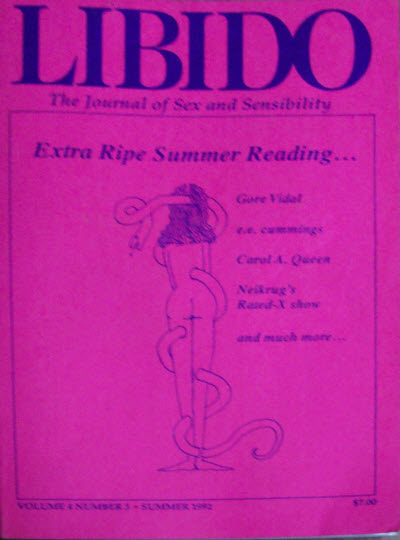 LIBIDO
The Journal of Sex and Sensibility
Extra Ripe Summer Reading...
Gore Vidal
e.e. cummings
Carol A. Queen
Neikrug's
Rated-X show
and much more...
VOLUME 4 NUMBER 3 • SUMMER 1992
$7.00